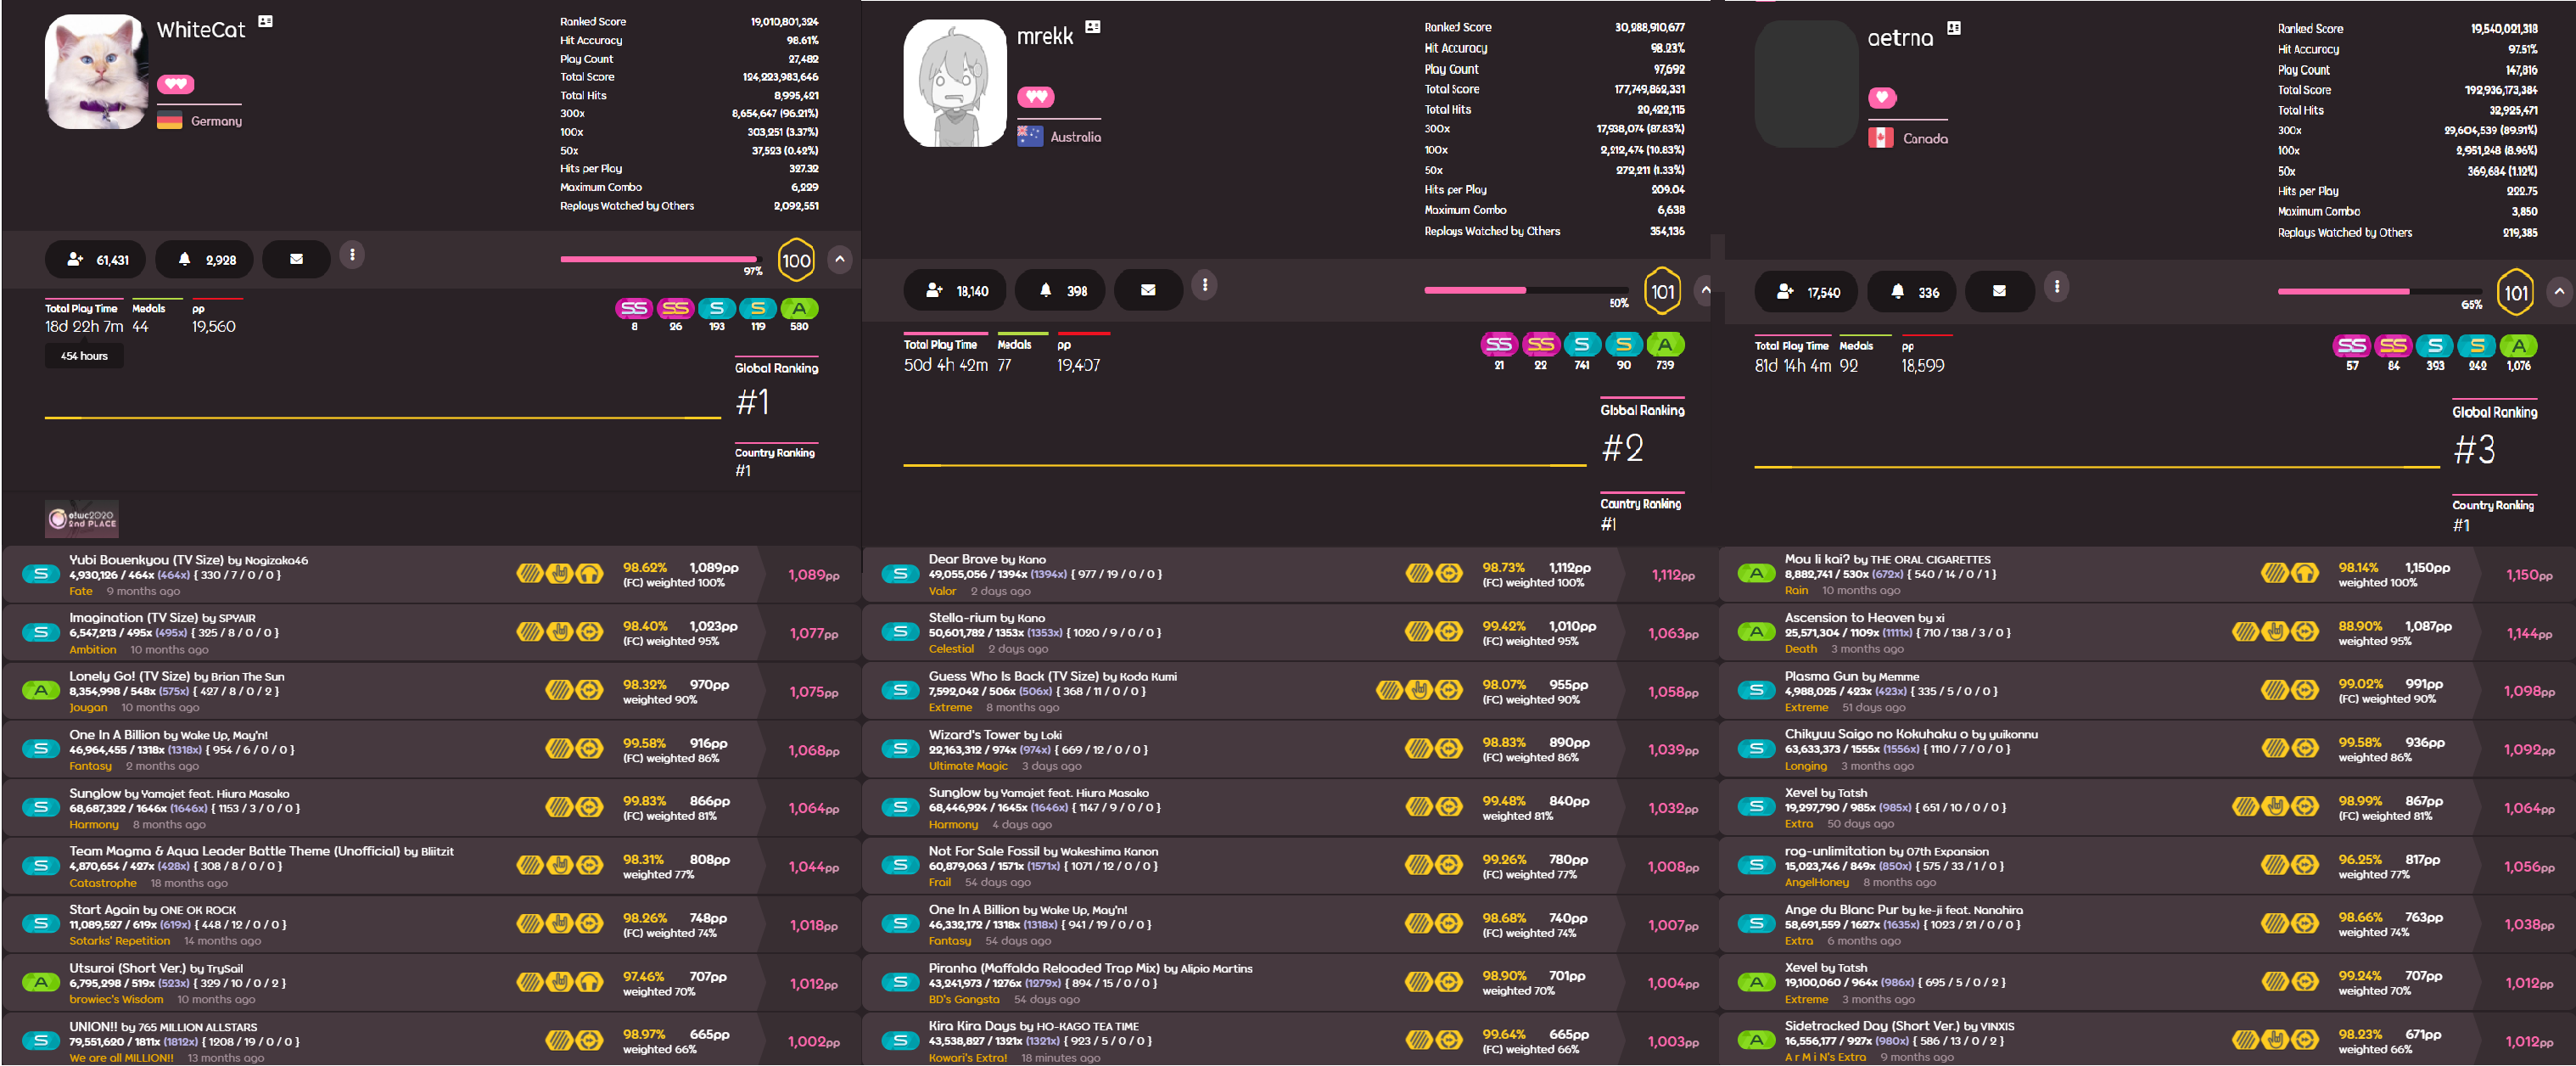 WhiteCat
Germany
Ranked Score 19,010,801,324
Hit Accuracy 98.61%
Play Count 27,482
Total Score 124,223,983,646
Total Hits 8,995,421
300x 8,654,647 (96.21%)
100x 303,251 (3.37%)
50x 37,523 (0.42%)
Hits per Play 327.32
Maximum Combo 6,229
Replays Watched by Others 2,092,551
61,431 2,928
97% 100
Total Play Time Medals pp
18d 22h 7m 44 19,560
454 hours
SS SS S S A
8 26 193 119 580
Global Ranking
#1
Country Ranking
#1
o!wc2020
2nd PLACE
Yubi Bouenkyou (TV Size) by Nogizaka46
4,930,126 / 464x (464x) { 330 / 7 / 0 / 0 }
Fate 9 months ago
98.62% 1,089pp
(FC) weighted 100%
1,089pp
Imagination (TV Size) by SPYAIR
6,547,213 / 495x (495x) { 325 / 8 / 0 / 0 }
Ambition 10 months ago
98.40% 1,023pp
(FC) weighted 95%
1,077pp
A
Lonely Go! (TV Size) by Brian The Sun
8,354,998 / 548x (575x) { 427 / 8 / 0 / 2 }
Jougan 10 months ago
98.32% 970pp
weighted 90%
1,075pp
S
One In A Billion by Wake Up, May'n!
46,964,455 / 1318x (1318x) { 954 / 6 / 0 / 0 }
Fantasy 2 months ago
99.58% 916pp
(FC) weighted 86%
1,068pp
S
Sunglow by Yamajet feat. Hiura Masako
68,687,322 / 1646x (1646x) { 1153 / 3 / 0 / 0 }
Harmony 8 months ago
99.83% 866pp
(FC) weighted 81%
1,064pp
S
Team Magma & Aqua Leader Battle Theme (Unofficial) by Bliitzit
4,870,654 / 427x (428x) { 308 / 8 / 0 / 0 }
Catastrophe 18 months ago
98.31% 808pp
weighted 77%
1,044pp
S
Start Again by ONE OK ROCK
11,089,527 / 619x (619x) { 448 / 12 / 0 / 0 }
Sotarks' Repetition 14 months ago
98.26% 748pp
(FC) weighted 74%
1,018pp
A
Utsuroi (Short Ver.) by TrySail
6,795,298 / 519x (523x) { 329 / 10 / 0 / 2 }
browiec's Wisdom 10 months ago
97.46% 707pp
weighted 70%
1,012pp
S
UNION!! by 765 MILLION ALLSTARS
79,551,620 / 1811x (1812x) { 1208 / 19 / 0 / 0 }
We are all MILLION!! 13 months ago
98.97% 665pp
weighted 66%
1,002pp
mrekk
Australia
Ranked Score 30,288,910,677
Hit Accuracy 98.23%
Play Count 97,692
Total Score 177,749,862,331
Total Hits 20,422,115
300x 17,938,074 (87.83%)
100x 2,212,474 (10.83%)
50x 272,211 (1.33%)
Hits per Play 209.04
Maximum Combo 6,638
Replays Watched by Others 354,136
18,140 398
50% 101
Total Play Time Medals pp
50d 4h 42m 77 19,407
SS SS S S A
21 22 741 90 739
Global Ranking
#2
Country Ranking
#1
S
Dear Brave by Kano
49,055,056 / 1394x (1394x) { 977 / 19 / 0 / 0 }
Valor 2 days ago
98.73% 1,112pp
(FC) weighted 100%
1,112pp
S
Stella-rium by Kano
50,601,782 / 1353x (1353x) { 1020 / 9 / 0 / 0 }
Celestial 2 days ago
99.42% 1,010pp
(FC) weighted 95%
1,063pp
S
Guess Who Is Back (TV Size) by Koda Kumi
7,592,042 / 506x (506x) { 368 / 11 / 0 / 0 }
Extreme 8 months ago
98.07% 955pp
(FC) weighted 90%
1,058pp
S
Wizard's Tower by Loki
22,163,312 / 974x (974x) { 669 / 12 / 0 / 0 }
Ultimate Magic 3 days ago
98.83% 890pp
(FC) weighted 86%
1,039pp
S
Sunglow by Yamajet feat. Hiura Masako
68,446,924 / 1645x (1646x) { 1147 / 9 / 0 / 0 }
Harmony 4 days ago
99.48% 840pp
weighted 81%
1,032pp
S
Not For Sale Fossil by Wakeshima Kanon
60,879,063 / 1571x (1571x) { 1071 / 12 / 0 / 0 }
Frail 54 days ago
99.26% 780pp
(FC) weighted 77%
1,008pp
S
One In A Billion by Wake Up, May'n!
46,332,172 / 1318x (1318x) { 941 / 19 / 0 / 0 }
Fantasy 54 days ago
98.68% 740pp
(FC) weighted 74%
1,007pp
S
Piranha (Maffalda Reloaded Trap Mix) by Alipio Martins
43,241,973 / 1276x (1279x) { 894 / 15 / 0 / 0 }
BD's Gangsta 54 days ago
98.90% 701pp
weighted 70%
1,004pp
S
Kira Kira Days by HO-KAGO TEA TIME
43,538,827 / 1321x (1321x) { 923 / 5 / 0 / 0 }
Kowari's Extra! 18 minutes ago
99.64% 665pp
(FC) weighted 66%
1,003pp
aetrna
Canada
Ranked Score 19,540,021,318
Hit Accuracy 97.51%
Play Count 147,816
Total Score 192,936,173,384
Total Hits 32,925,471
300x 29,604,539 (89.91%)
100x 2,951,248 (8.96%)
50x 369,684 (1.12%)
Hits per Play 222.75
Maximum Combo 3,850
Replays Watched by Others 219,385
17,540 336
65% 101
Total Play Time Medals pp
81d 14h 4m 92 18,599
SS SS S S A
57 84 393 242 1,076
Global Ranking
#3
Country Ranking
#1
A
Mou Ii kai? by THE ORAL CIGARETTES
8,882,741 / 530x (672x) { 540 / 14 / 0 / 1 }
Rain 10 months ago
98.14% 1,150pp
weighted 100%
1,150pp
A
Ascension to Heaven by xi
25,571,304 / 1109x (1111x) { 710 / 138 / 3 / 0 }
Death 3 months ago
88.90% 1,087pp
weighted 95%
1,144pp
S
Plasma Gun by Memme
4,988,025 / 423x (423x) { 335 / 5 / 0 / 0 }
Extreme 51 days ago
99.02% 991pp
(FC) weighted 90%
1,098pp
S
Chikyuu Saigo no Kokuhaku o by yuikonnu
63,633,373 / 1555x (1556x) { 1110 / 7 / 0 / 0 }
Longing 3 months ago
99.58% 936pp
weighted 86%
1,092pp
S
Xevel by Tatsh
19,297,790 / 985x (985x) { 651 / 10 / 0 / 0 }
Extra 50 days ago
98.99% 867pp
(FC) weighted 81%
1,064pp
S
rog-unlimitation by 07th Expansion
15,023,746 / 849x (850x) { 575 / 33 / 1 / 0 }
AngelHoney 8 months ago
96.25% 817pp
weighted 77%
1,056pp
S
Ange du Blanc Pur by ke-ji feat. Nanahira
58,691,559 / 1627x (1635x) { 1023 / 21 / 0 / 0 }
Extra 6 months ago
98.66% 763pp
weighted 74%
1,038pp
A
Xevel by Tatsh
19,100,060 / 964x (986x) { 695 / 5 / 0 / 2 }
Extreme 3 months ago
99.24% 707pp
weighted 70%
1,012pp
A
Sidetracked Day (Short Ver.) by VINXIS
16,556,177 / 927x (980x) { 586 / 13 / 0 / 2 }
A r M i N's Extra 9 months ago
98.23% 671pp
weighted 66%
1,012pp